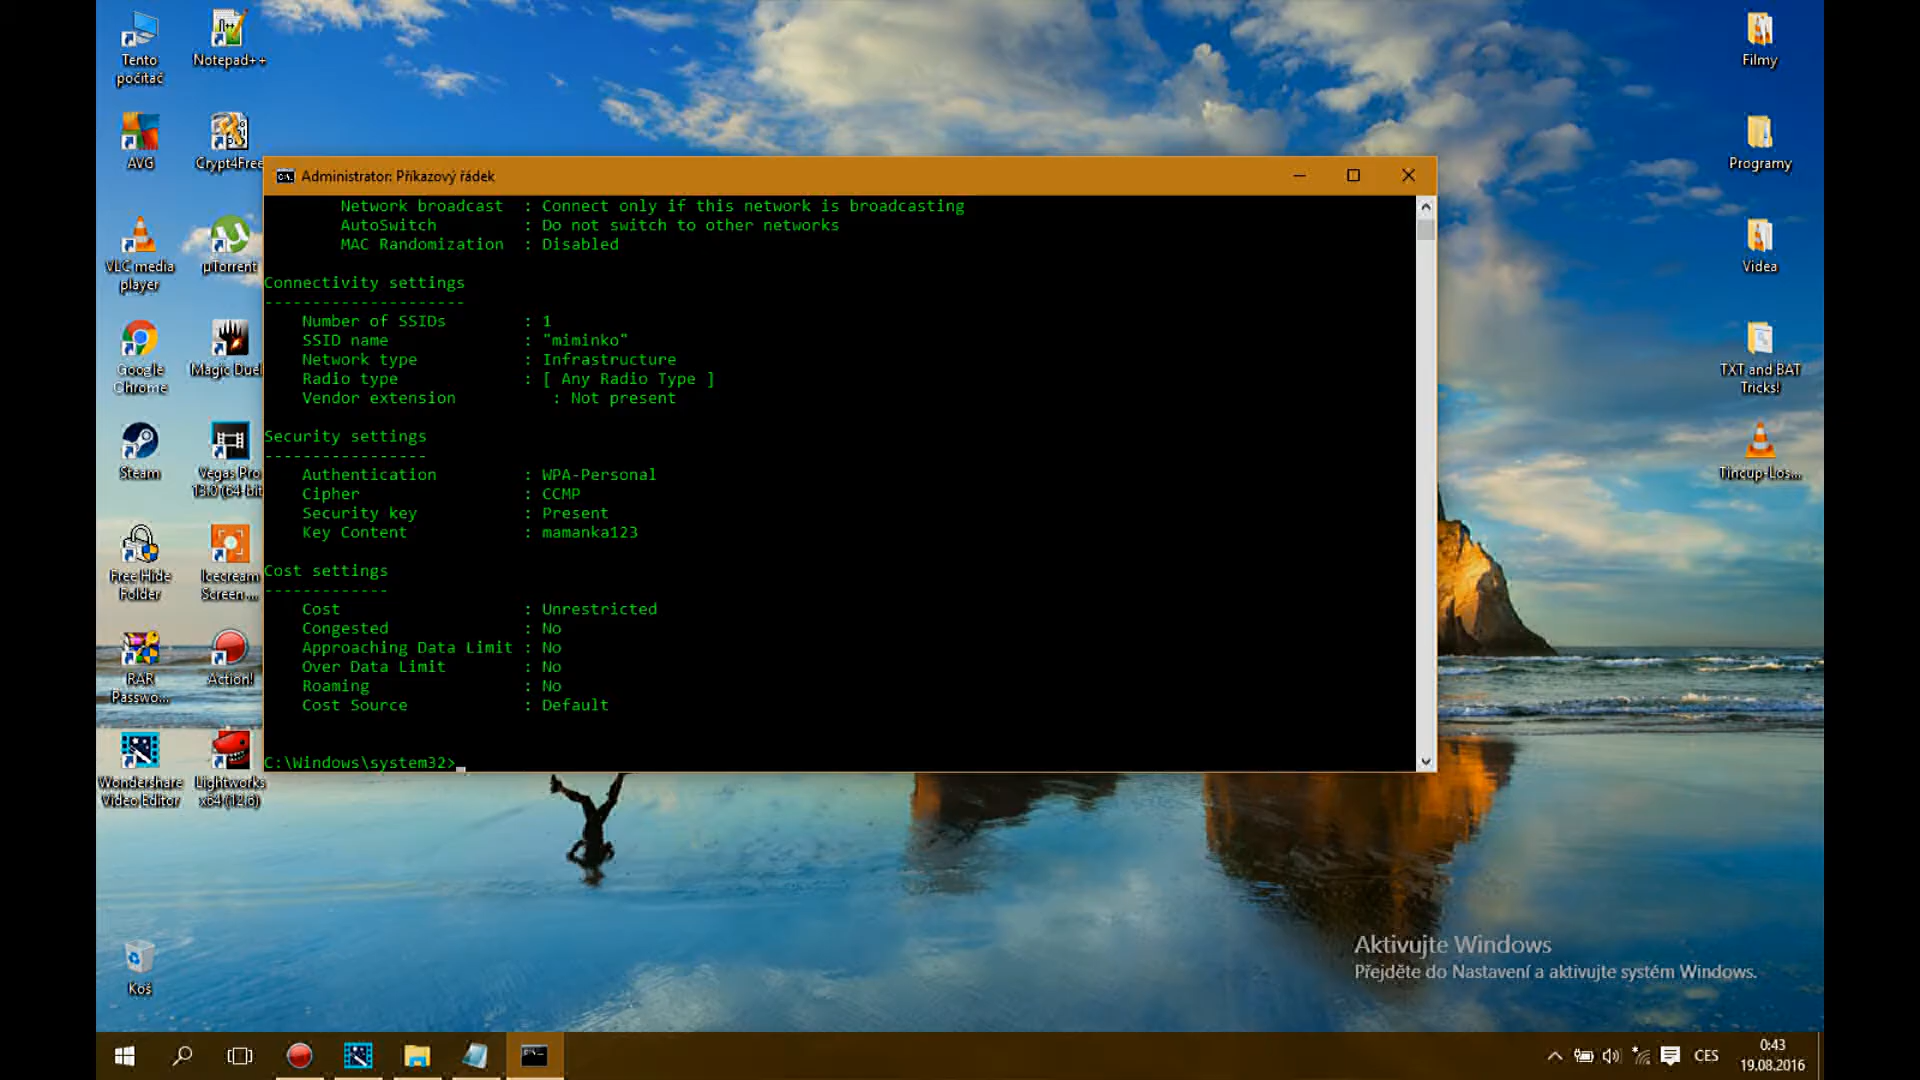 Tento
počítač
Notepad++
AVG
Crypt4Free
VLC media
player
µTorrent
Google
Chrome
Magic Duel
Steam
Vegas Pro
13.0 (64-bit
Free Hide
Folder
Icecream
Screen ...
RAR
Passwo...
Action!
Wondershare
Video Editor
Lightworks
x64 (12.6)
Koš
Administrator: Příkazový řádek
Network broadcast : Connect only if this network is broadcasting
AutoSwitch : Do not switch to other networks
MAC Randomization : Disabled
Connectivity settings
---------------------
Number of SSIDs : 1
SSID name : "miminko"
Network type : Infrastructure
Radio type : [ Any Radio Type ]
Vendor extension : Not present
Security settings
-----------------
Authentication : WPA-Personal
Cipher : CCMP
Security key : Present
Key Content : mamanka123
Cost settings
-------------
Cost : Unrestricted
Congested : No
Approaching Data Limit : No
Over Data Limit : No
Roaming : No
Cost Source : Default
C:\Windows\system32>
Filmy
Programy
Videa
TXT and BAT
Tricks!
Tincup-Los...
Aktivujte Windows
Přejděte do Nastavení a aktivujte systém Windows.
CES
0:43
19.08.2016